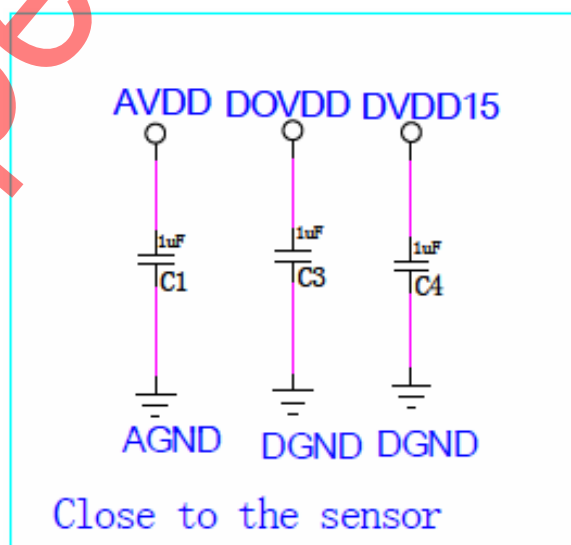 AVDD DOVDD DVDD15
1uF 1uF 1uF
C1 C3 C4
AGND DGND DGND
Close to the sensor